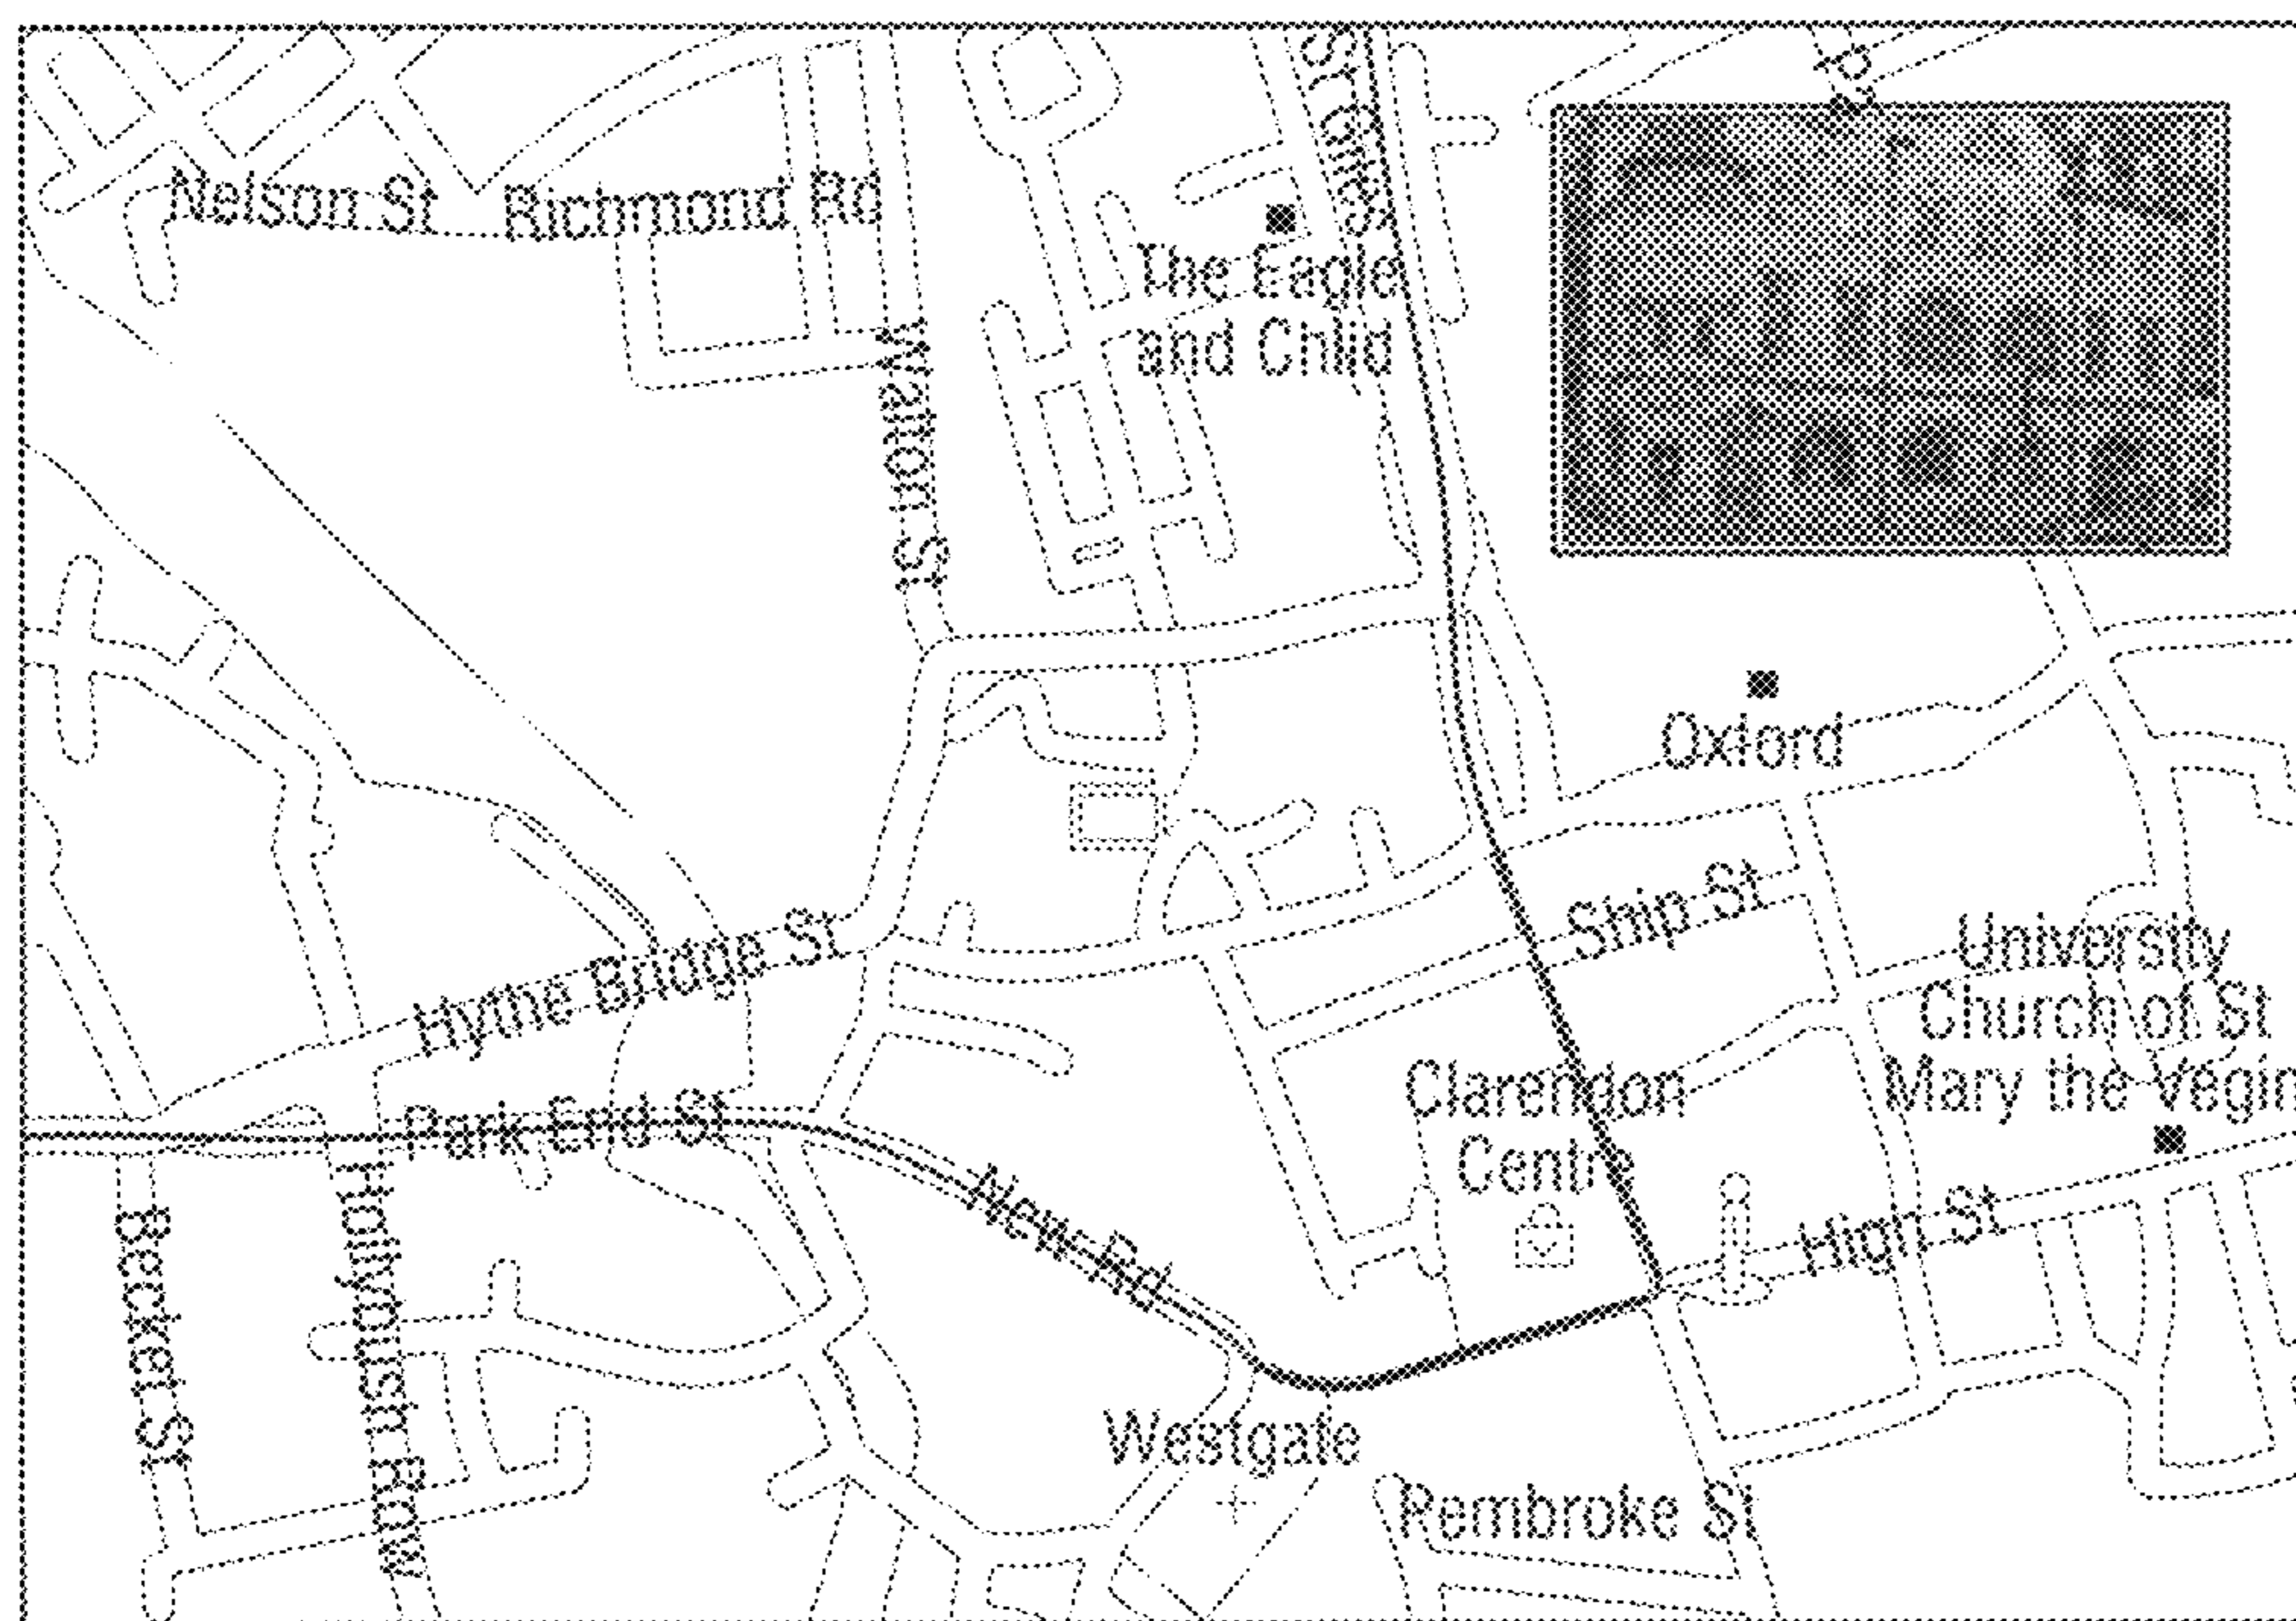 St Giles
Rd
Nelson St
Richmond Rd
The Eagle
and Child
Walton St
Oxford
Ship St
University
Church of St
Mary the Vegin
Hythe Bridge St
Clarendon
Centre
Park End St
New Rd
High St
Becket St
Hollybush Row
Westgate
Pembroke St